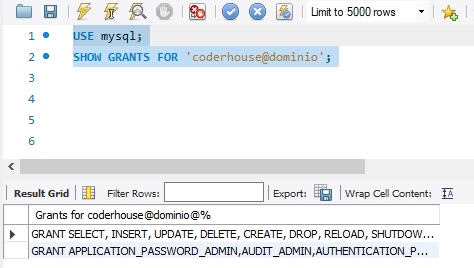 Limit to 5000 rows
1 USE mysql;
2 SHOW GRANTS FOR 'coderhouse@dominio';
3
4
5
6
Result Grid Filter Rows: Export: Wrap Cell Content:
Grants for coderhouse@dominio@%
GRANT SELECT, INSERT, UPDATE, DELETE, CREATE, DROP, RELOAD, SHUTDOW...
GRANT APPLICATION_PASSWORD_ADMIN,AUDIT_ADMIN,AUTHENTICATION_P...